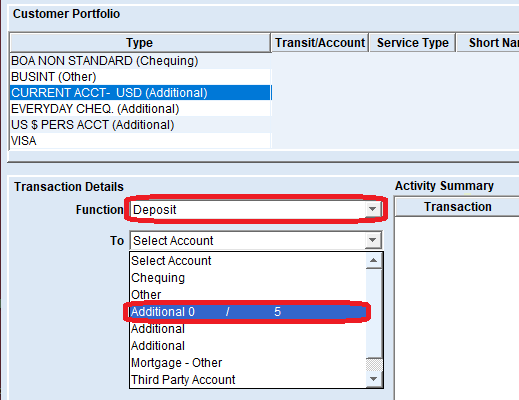 Customer Portfolio
Type Transit/Account Service Type Short Nam
BOA NON STANDARD (Chequing)
BUSINT (Other)
CURRENT ACCT- USD (Additional)
EVERYDAY CHEQ. (Additional)
US $ PERS ACCT (Additional)
VISA
Transaction Details
Function Deposit
To Select Account
Select Account
Chequing
Other
Additional 0 / 5
Additional
Additional
Mortgage - Other
Third Party Account
Activity Summary
Transaction